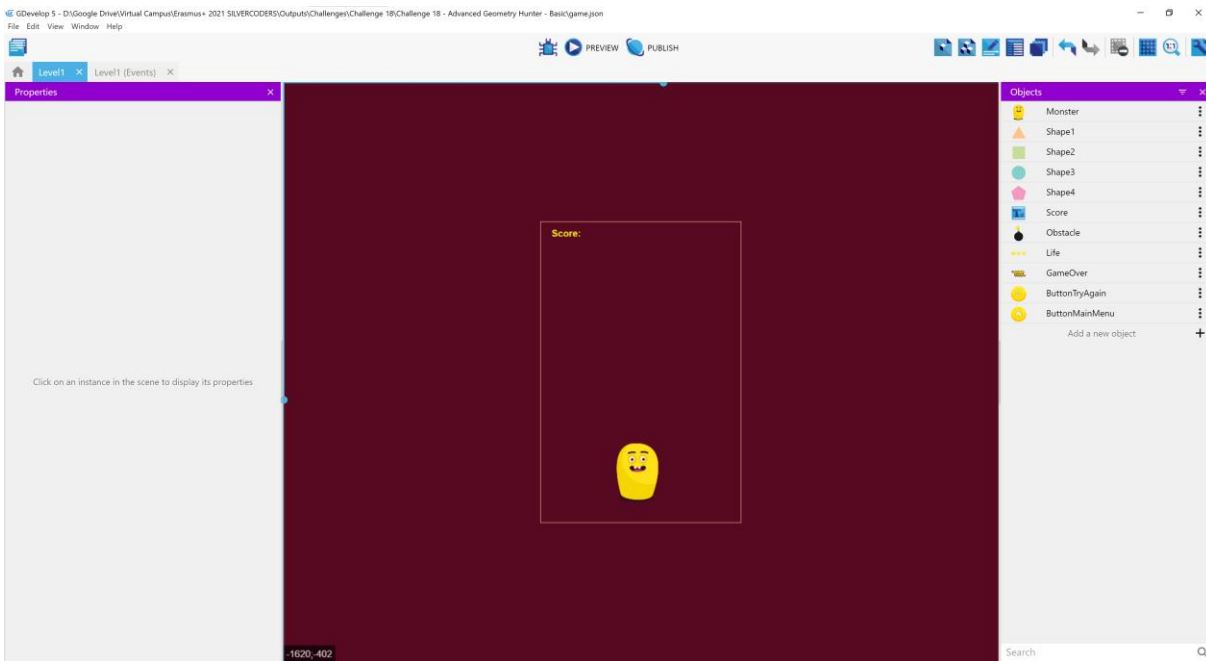 GDevelop 5 - D:\Google Drive\Virtual Campus\Erasmus+ 2021 SILVERCODERS\Outputs\Challenges\Challenge 18\Challenge 18 - Advanced Geometry Hunter - Basic\game.json
File Edit View Window Help
PREVIEW PUBLISH
1:1
Level1 Level1 (Events)
Properties
Objects
Monster
Shape1
Shape2
Shape3
Shape4
Score
Obstacle
Life
GameOver
ButtonTryAgain
ButtonMainMenu
Add a new object
Score:
Click on an instance in the scene to display its properties
-1620;-402
Search